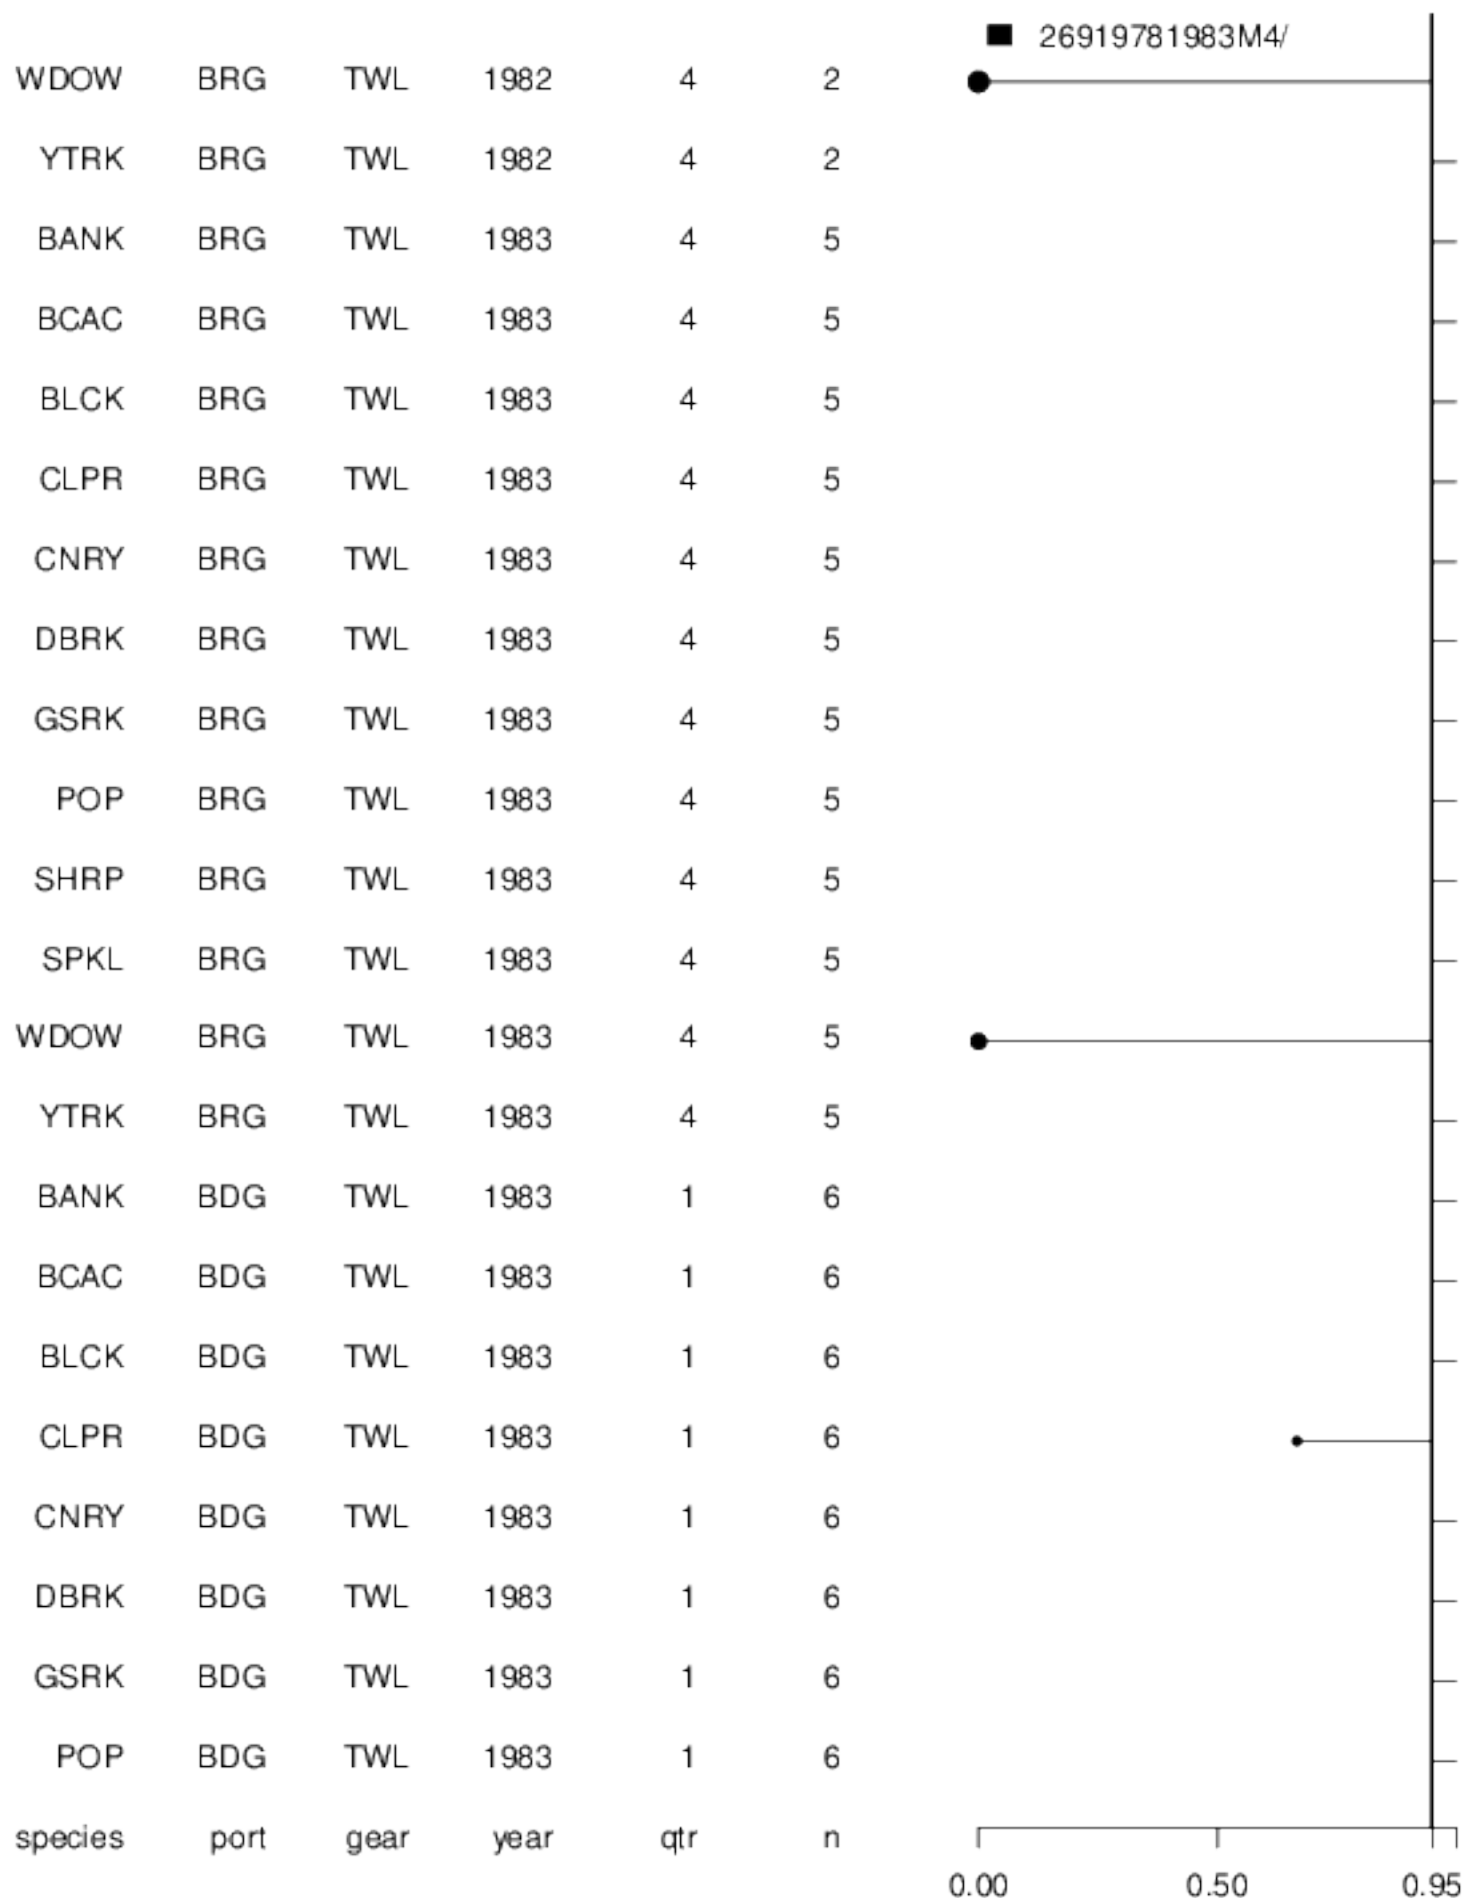 26919781983M4/
WDOW BRG TWL 1982 4 2
YTRK BRG TWL 1982 4 2
BANK BRG TWL 1983 4 5
BCAC BRG TWL 1983 4 5
BLCK BRG TWL 1983 4 5
CLPR BRG TWL 1983 4 5
CNRY BRG TWL 1983 4 5
DBRK BRG TWL 1983 4 5
GSRK BRG TWL 1983 4 5
POP BRG TWL 1983 4 5
SHRP BRG TWL 1983 4 5
SPKL BRG TWL 1983 4 5
WDOW BRG TWL 1983 4 5
YTRK BRG TWL 1983 4 5
BANK BDG TWL 1983 1 6
BCAC BDG TWL 1983 1 6
BLCK BDG TWL 1983 1 6
CLPR BDG TWL 1983 1 6
CNRY BDG TWL 1983 1 6
DBRK BDG TWL 1983 1 6
GSRK BDG TWL 1983 1 6
POP BDG TWL 1983 1 6
species port gear year qtr n
0.00 0.50 0.95